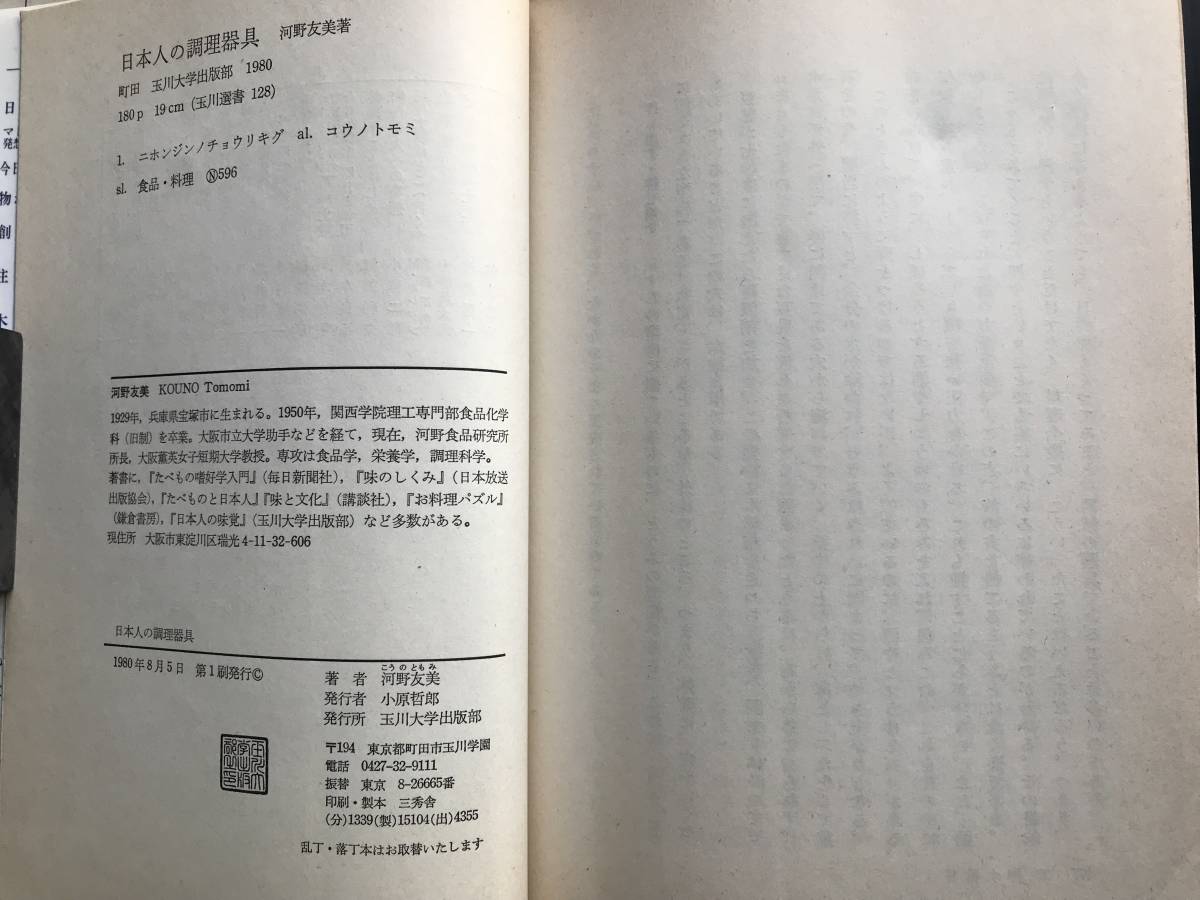 日本人の調理器具 河野友美著
町田 玉川大学出版部 1980
180p 19cm (玉川選書 128)
1. ニホンジンノチョウリキグ al. コウノトモミ
sl. 食品・料理 Ⓝ596
河野友美 KOUNO Tomomi
1929年，兵庫県宝塚市に生まれる。1950年，関西学院理工専門部食品化学
科（旧制）を卒業。大阪市立大学助手などを経て，現在，河野食品研究所
所長，大阪薫英女子短期大学教授。専攻は食品学，栄養学，調理科学。
著書に，『たべもの嗜好学入門』（毎日新聞社），『味のしくみ』（日本放送
出版協会），『たべものと日本人』『味と文化』（講談社），『お料理パズル』
（鎌倉書房），『日本人の味覚』（玉川大学出版部）など多数がある。
現住所 大阪市東淀川区瑞光4-11-32-606
日本人の調理器具
1980年8月5日 第1刷発行©
こうのともみ
著者 河野友美
発行者 小原哲郎
発行所 玉川大学出版部
〒194 東京都町田市玉川学園
電話 0427-32-9111
振替 東京 8-26665番
印刷・製本 三秀舎
(分)1339(製)15104(出)4355
乱丁・落丁本はお取替いたします
日
マ
今
物
創
注